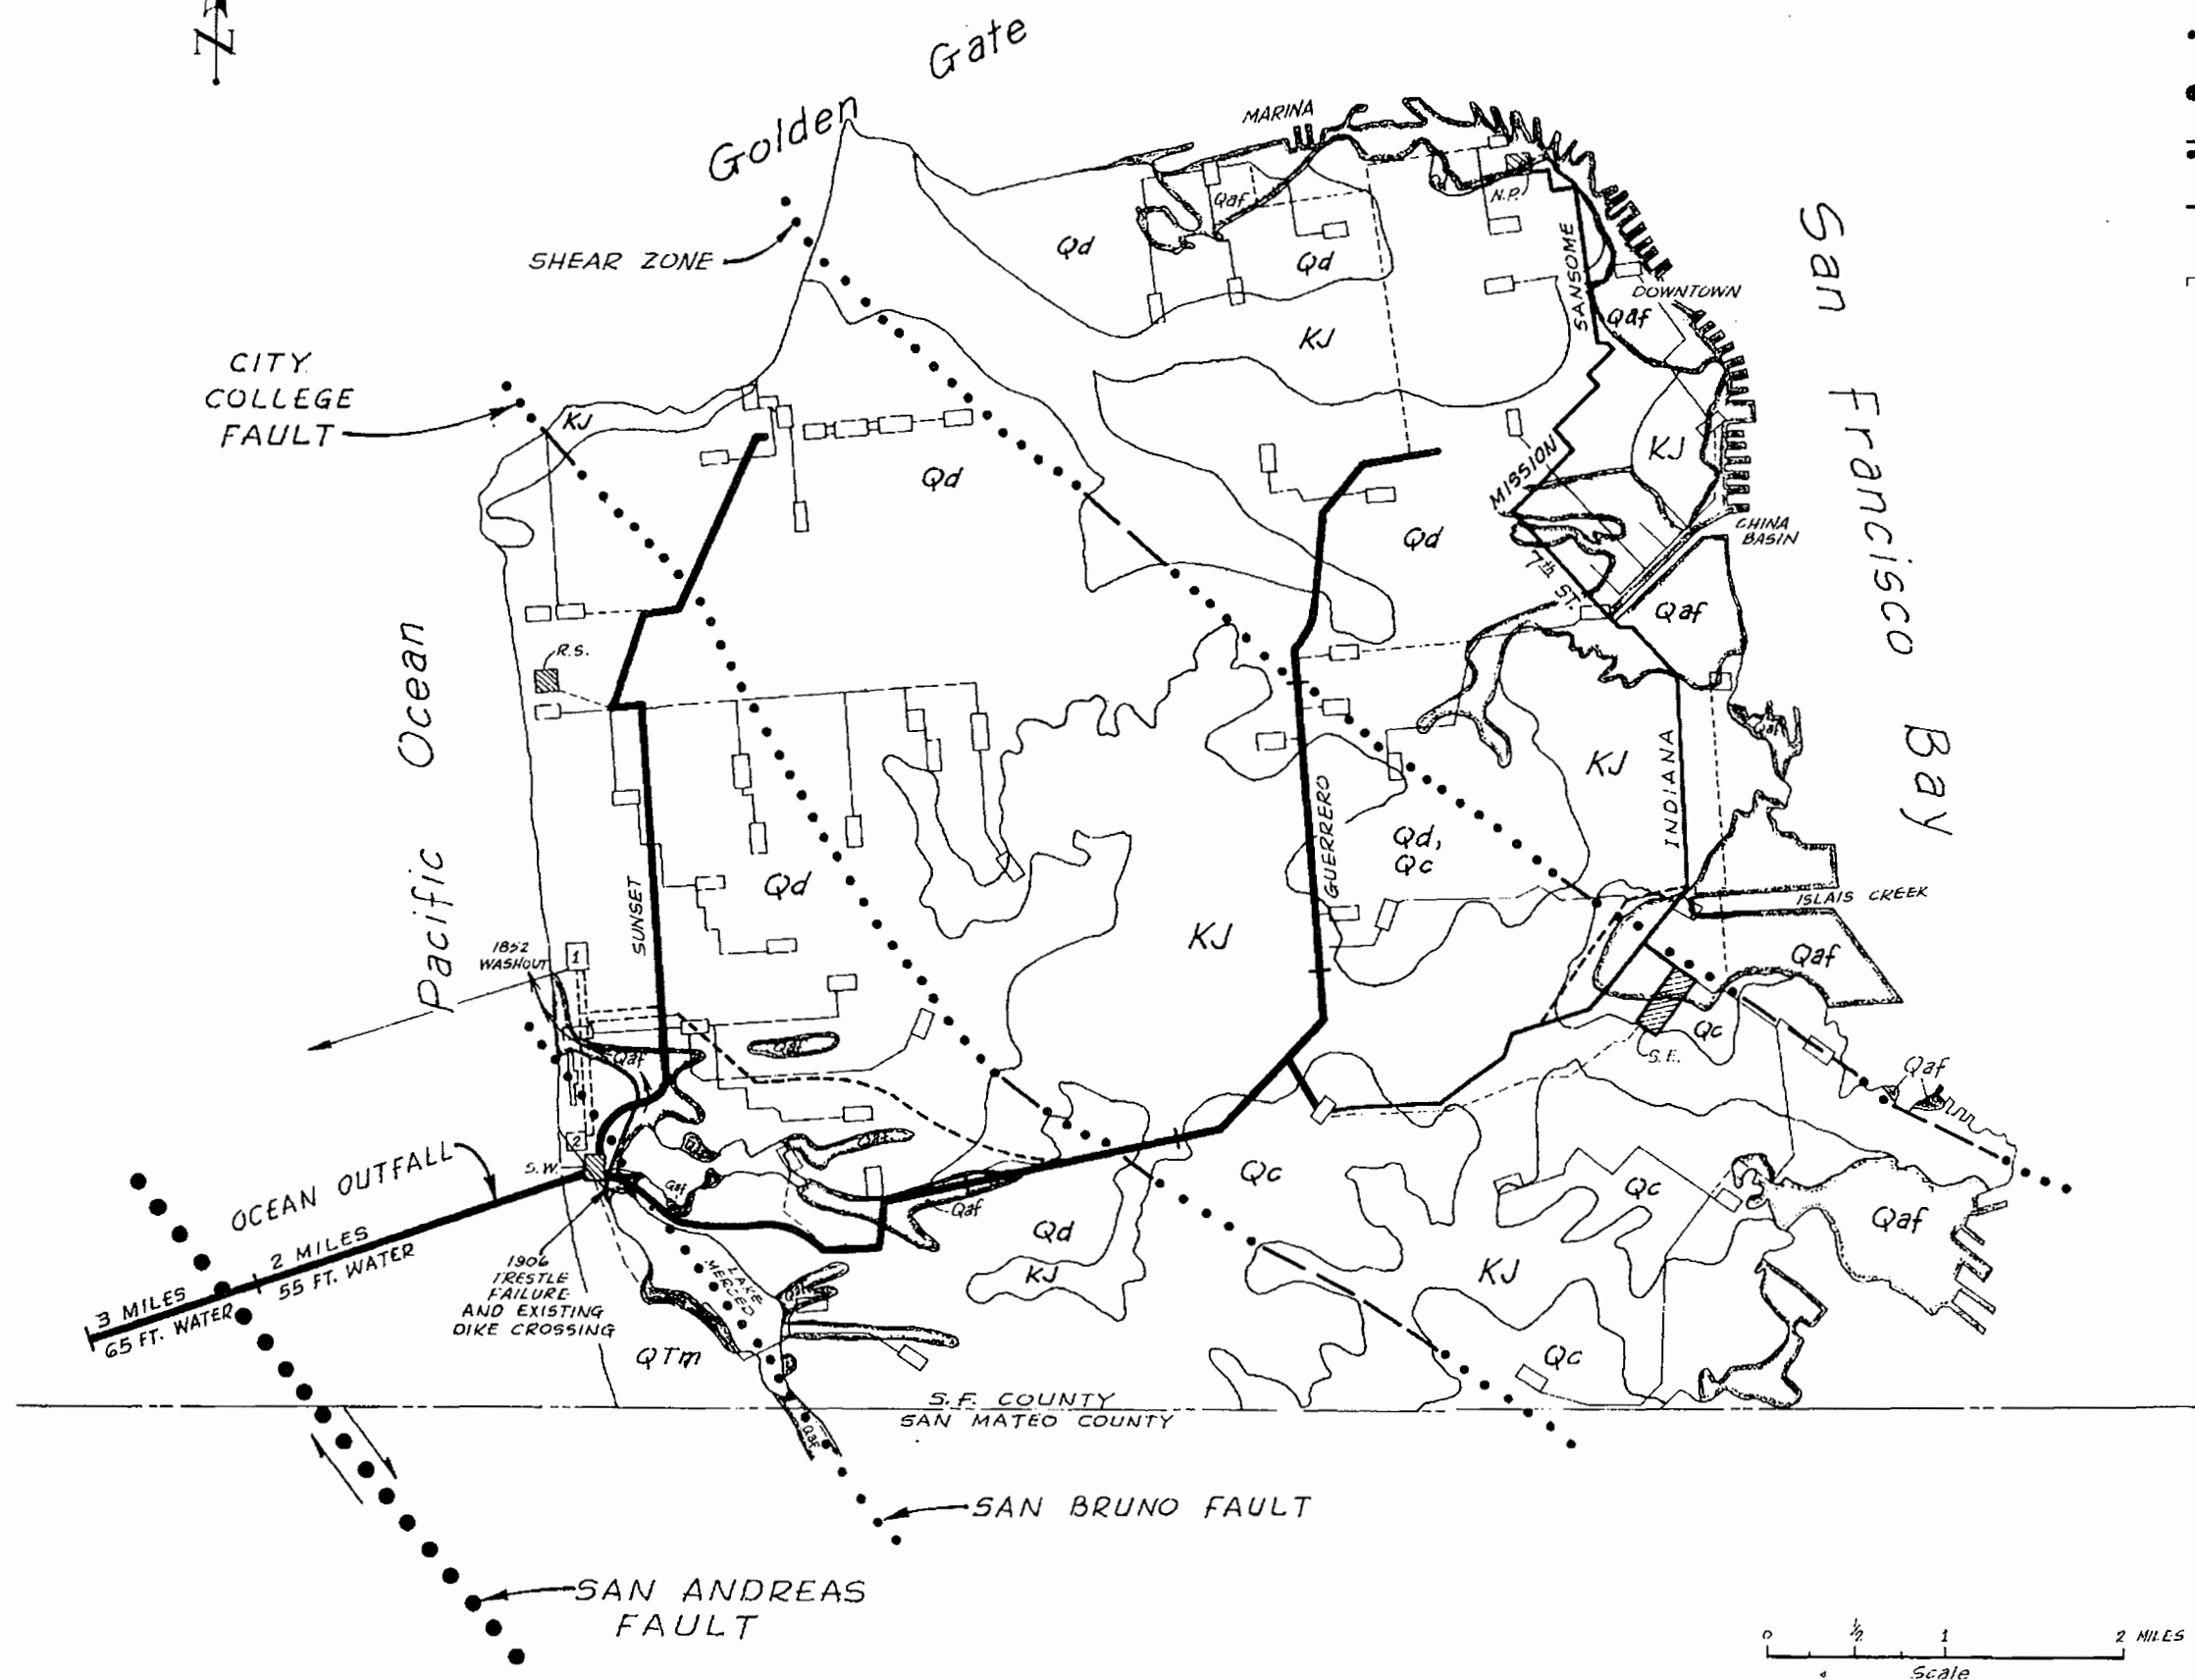 N
Golden Gate
MARINA
Qaf
N.P.
Qd
Qd
SANSOME
SHEAR ZONE
DOWNTOWN
Qaf
San Francisco Bay
KJ
CITY
COLLEGE
FAULT
KJ
Qd
MISSION
KJ
Qd
CHINA
BASIN
7th ST.
Qaf
Pacific Ocean
R.S.
KJ
INDIANA
GUERRERO
Qd,
Qc
Qd
SUNSET
KJ
ISLAIS CREEK
Qaf
1852
WASHOUT
1
Qaf
Qaf
Qc
S.E.
Qaf
2
S.W.
Qaf
OCEAN OUTFALL
Qaf
Qaf
Qd
Qc
Qc
Qaf
2 MILES
55 FT. WATER
3 MILES
65 FT. WATER
1906
TRESTLE
FAILURE
AND EXISTING
DIKE CROSSING
LAKE
MERCED
Qaf
KJ
KJ
QTm
Qc
S.F. COUNTY
SAN MATEO COUNTY
Qaf
SAN BRUNO FAULT
SAN ANDREAS
FAULT
0 1/2 1 2 MILES
Scale